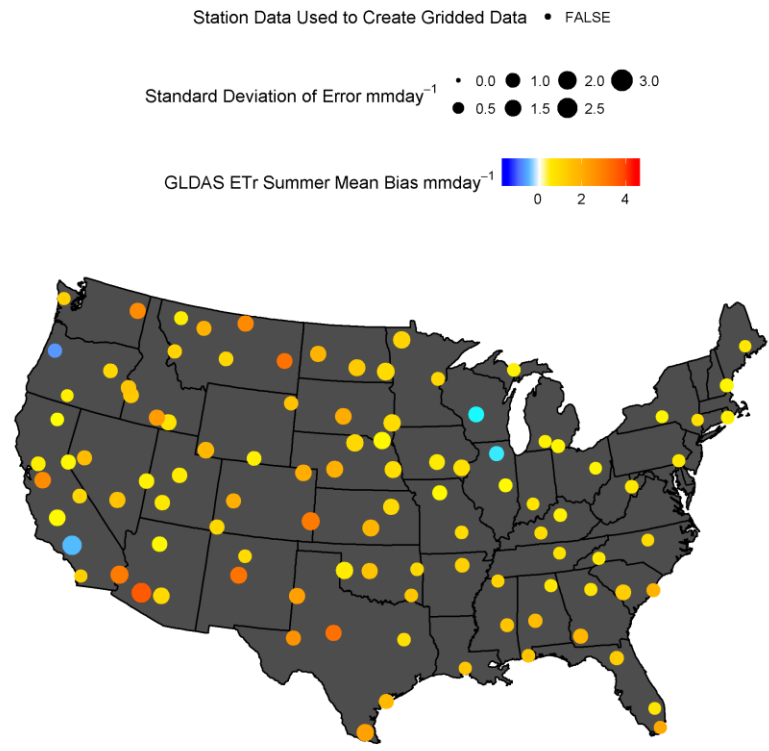 Station Data Used to Create Gridded Data FALSE
Standard Deviation of Error mmday⁻¹ 0.0 1.0 2.0 3.0
0.5 1.5 2.5
GLDAS ETr Summer Mean Bias mmday⁻¹
0 2 4